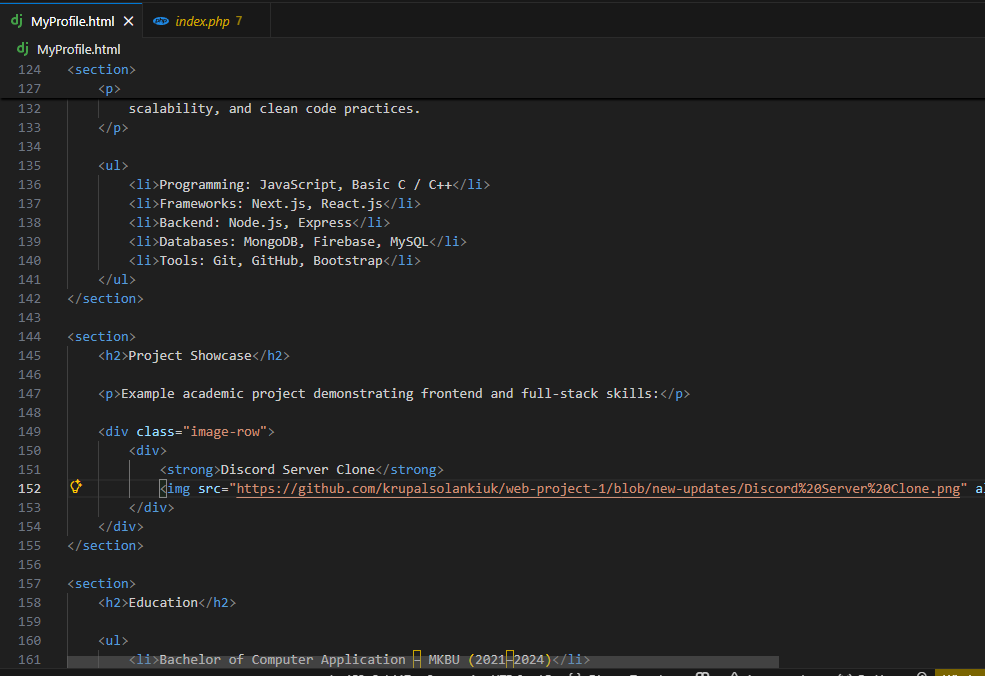 dj MyProfile.html × php index.php 7
dj MyProfile.html
124 <section>
127 <p>
132 scalability, and clean code practices.
133 </p>
134
135 <ul>
136 <li>Programming: JavaScript, Basic C / C++</li>
137 <li>Frameworks: Next.js, React.js</li>
138 <li>Backend: Node.js, Express</li>
139 <li>Databases: MongoDB, Firebase, MySQL</li>
140 <li>Tools: Git, GitHub, Bootstrap</li>
141 </ul>
142 </section>
143
144 <section>
145 <h2>Project Showcase</h2>
146
147 <p>Example academic project demonstrating frontend and full-stack skills:</p>
148
149 <div class="image-row">
150 <div>
151 <strong>Discord Server Clone</strong>
152 <img src="https://github.com/krupalsolankiuk/web-project-1/blob/new-updates/Discord%20Server%20Clone.png" al
153 </div>
154 </div>
155 </section>
156
157 <section>
158 <h2>Education</h2>
159
160 <ul>
161 <li>Bachelor of Computer Application – MKBU (2021–2024)</li>